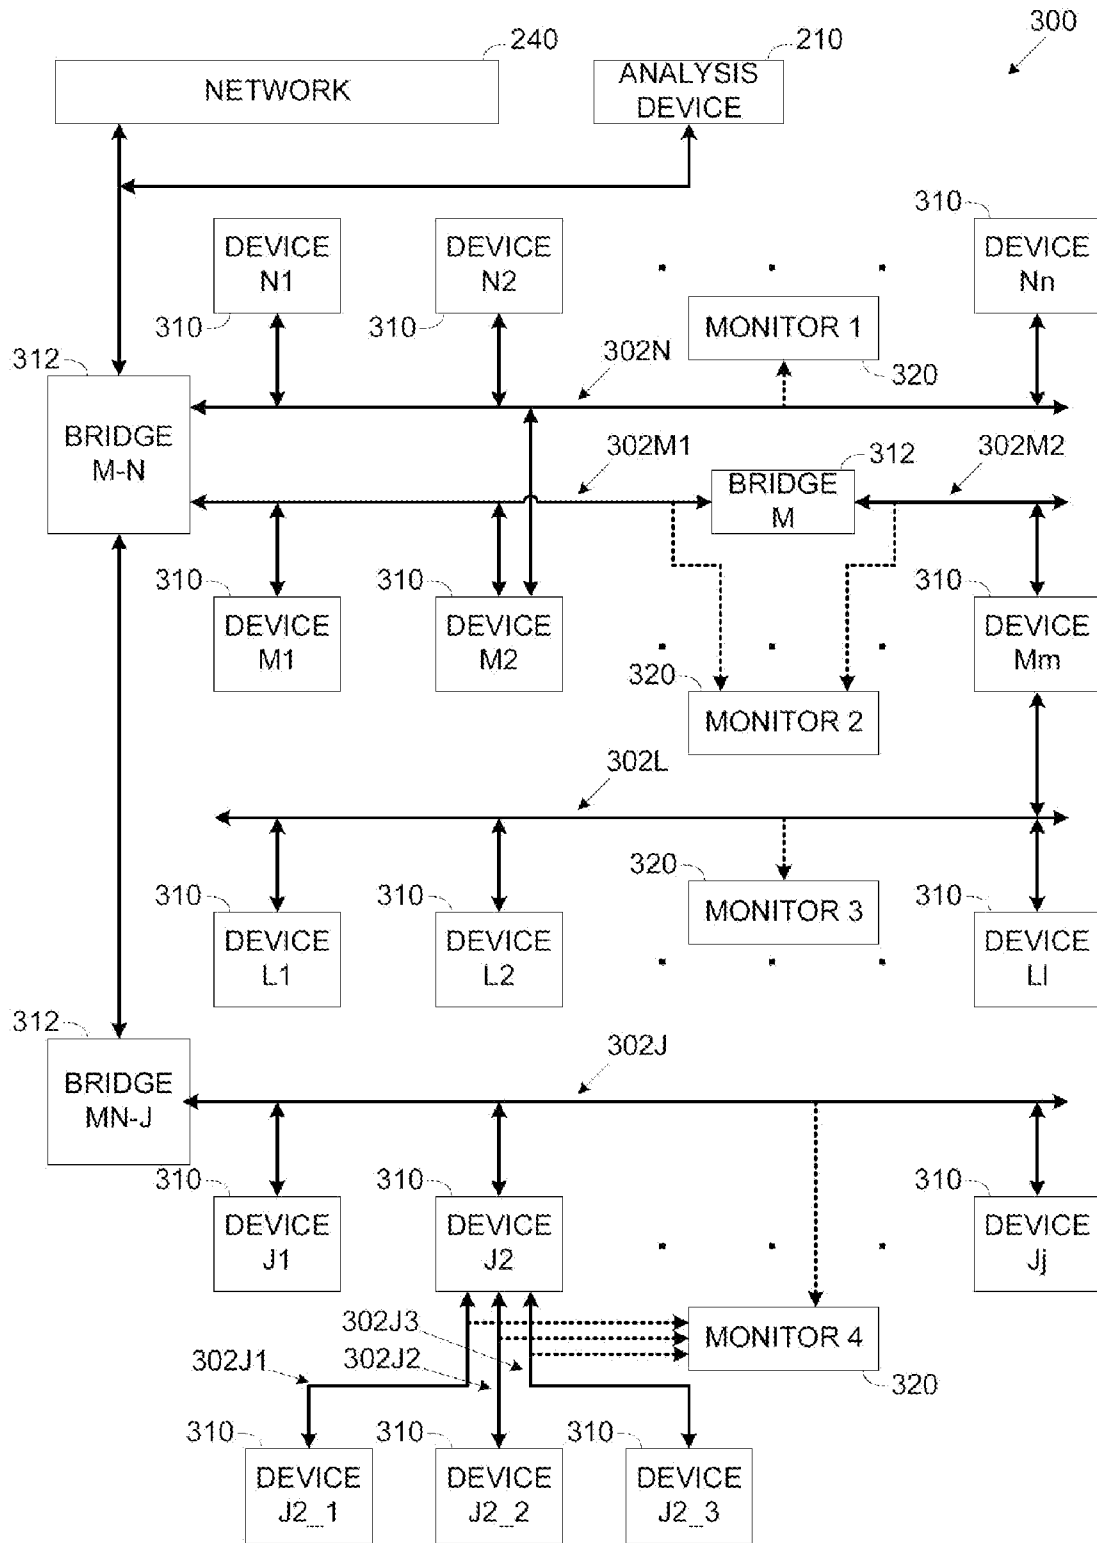 300
240
210
NETWORK
ANALYSIS
DEVICE
310
DEVICE
N1
DEVICE
N2
DEVICE
Nn
310
310
MONITOR 1
320
312
302N
BRIDGE
M-N
302M1
312
302M2
BRIDGE
M
310
310
310
DEVICE
M1
DEVICE
M2
DEVICE
Mm
320
MONITOR 2
302L
320
310
310
310
MONITOR 3
DEVICE
L1
DEVICE
L2
DEVICE
Ll
312
302J
BRIDGE
MN-J
310
310
310
DEVICE
J1
DEVICE
J2
DEVICE
Jj
302J3
MONITOR 4
302J1
302J2
320
310
310
310
DEVICE
J2_1
DEVICE
J2_2
DEVICE
J2_3